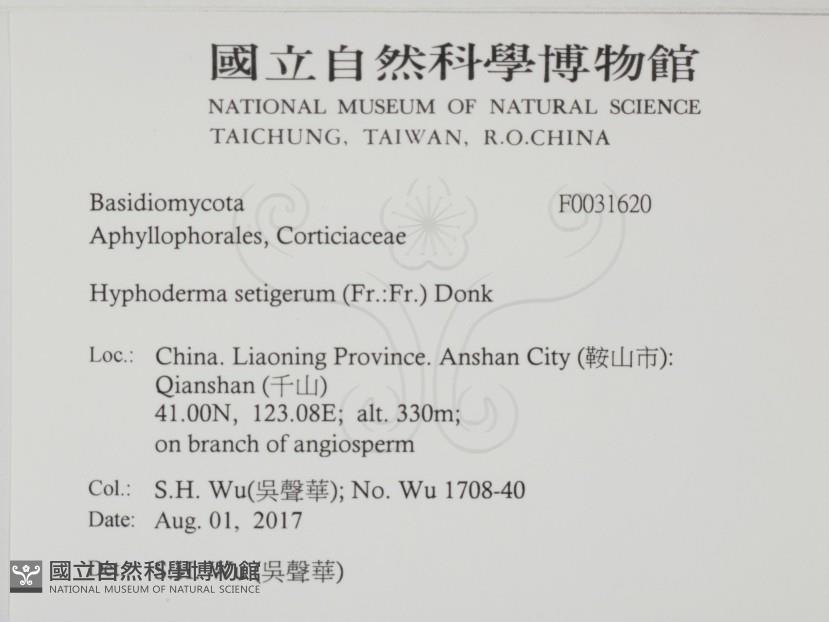 國立自然科學博物館
NATIONAL MUSEUM OF NATURAL SCIENCE
TAICHUNG, TAIWAN, R.O.CHINA
Basidiomycota F0031620
Aphyllophorales, Corticiaceae
Hyphoderma setigerum (Fr.:Fr.) Donk
Loc.: China. Liaoning Province. Anshan City (鞍山市):
Qianshan (千山)
41.00N, 123.08E; alt. 330m;
on branch of angiosperm
Col.: S.H. Wu(吳聲華); No. Wu 1708-40
Date: Aug. 01, 2017
(吳聲華)
國立自然科學博物館
NATIONAL MUSEUM OF NATURAL SCIENCE